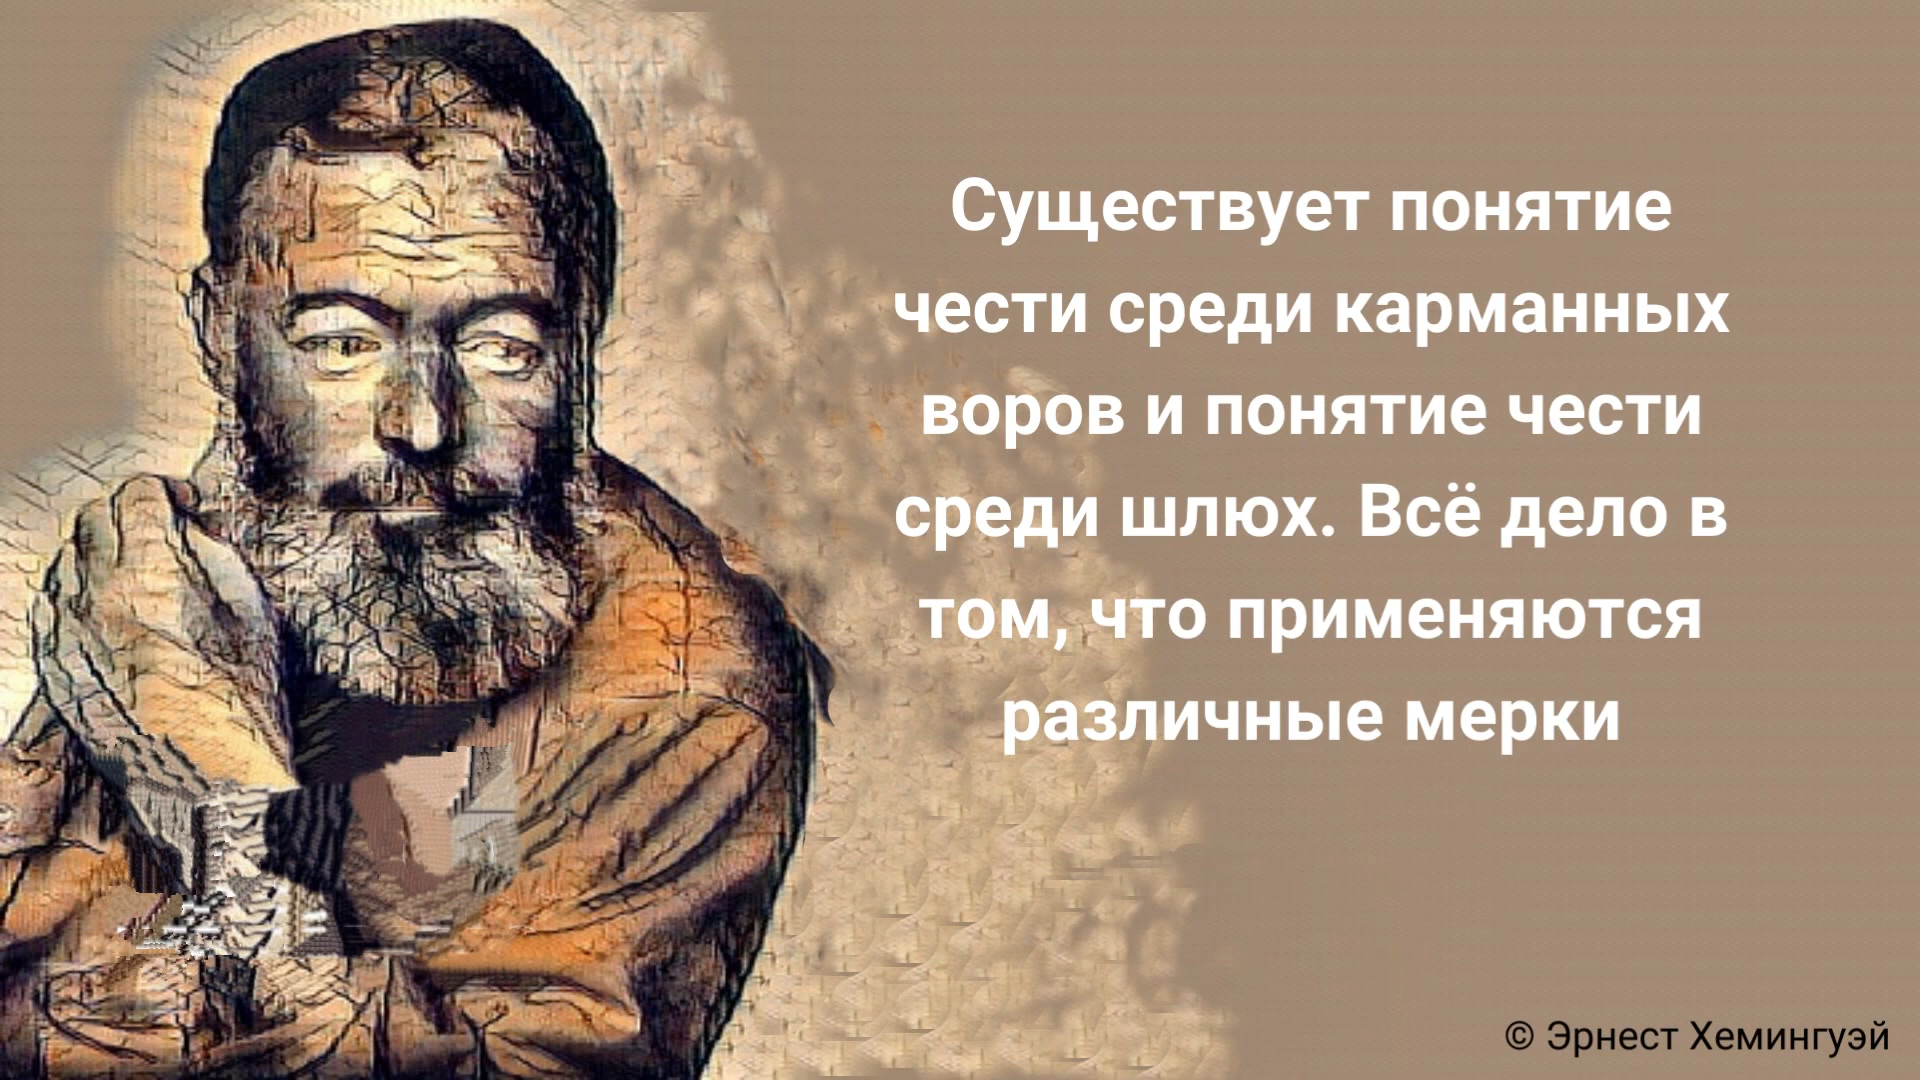 Существует понятие
чести среди карманных
воров и понятие чести
среди шлюх. Всё дело в
том, что применяются
различные мерки
© Эрнест Хемингуэй